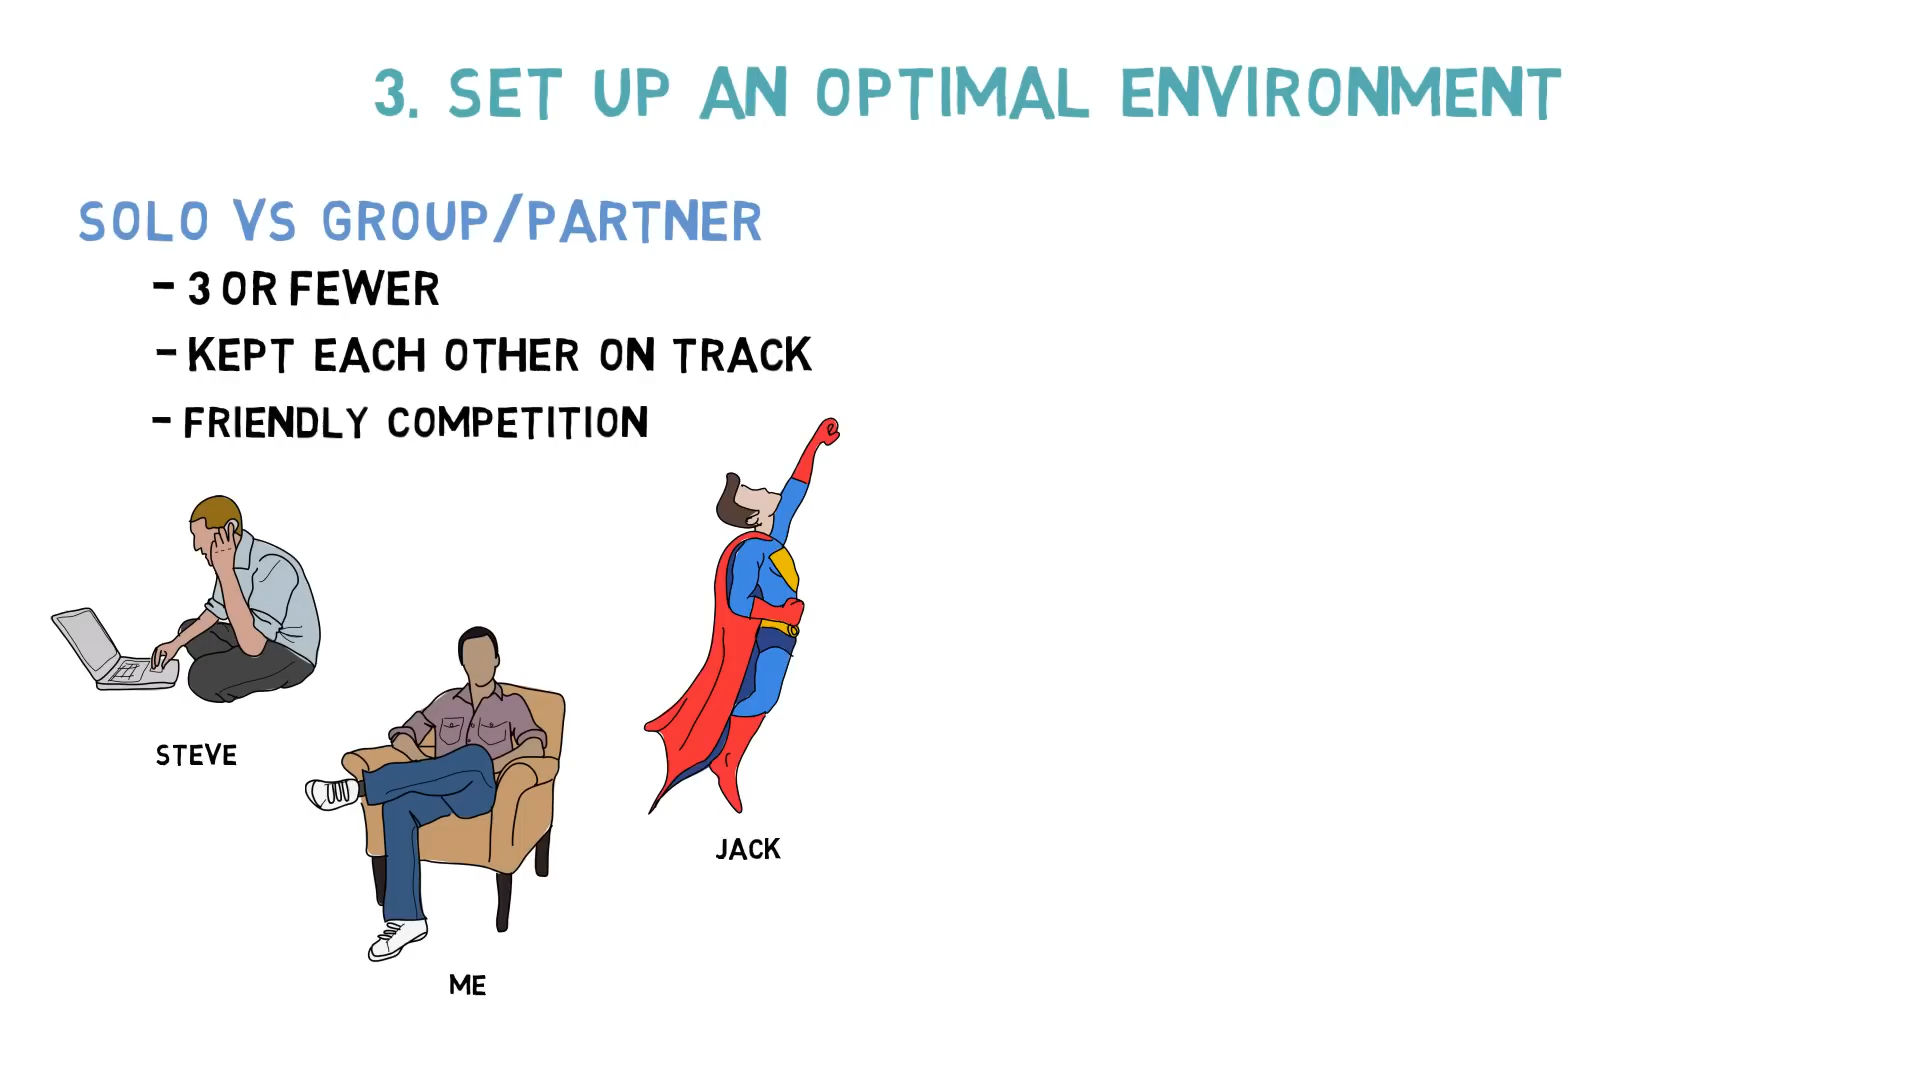 3. SET UP AN OPTIMAL ENVIRONMENT
SOLO VS GROUP/PARTNER
- 3 OR FEWER
- KEPT EACH OTHER ON TRACK
- FRIENDLY COMPETITION
STEVE
JACK
ME